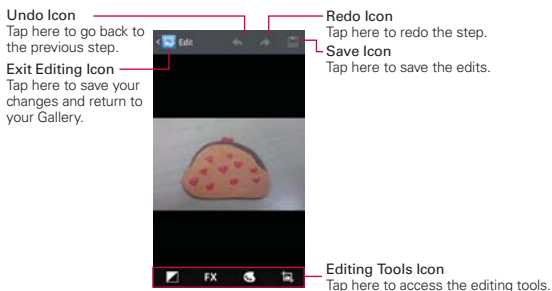 Undo Icon
Tap here to go back to
the previous step.
Exit Editing Icon
Tap here to save your
changes and return to
your Gallery.
Edit
FX
Redo Icon
Tap here to redo the step.
Save Icon
Tap here to save the edits.
Editing Tools Icon
Tap here to access the editing tools.